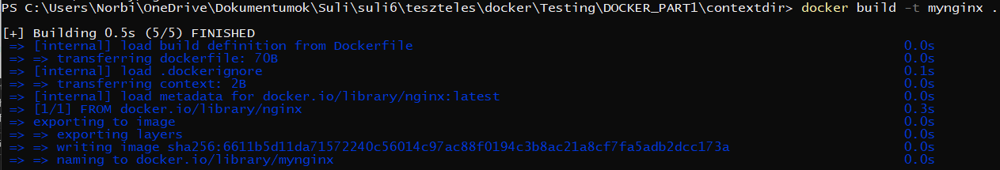 PS C:\Users\Norbi\OneDrive\Dokumentumok\Suli\suli6\teszteles\docker\Testing\DOCKER_PART1\contextdir> docker build -t mynginx .
[+] Building 0.5s (5/5) FINISHED
=> [internal] load build definition from Dockerfile 0.0s
=> => transferring dockerfile: 70B 0.0s
=> [internal] load .dockerignore 0.1s
=> => transferring context: 2B 0.0s
=> [internal] load metadata for docker.io/library/nginx:latest 0.0s
=> [1/1] FROM docker.io/library/nginx 0.3s
=> exporting to image 0.0s
=> => exporting layers 0.0s
=> => writing image sha256:6611b5d11da71572240c56014c97ac88f0194c3b8ac21a8cf7fa5adb2dcc173a 0.0s
=> => naming to docker.io/library/mynginx 0.0s